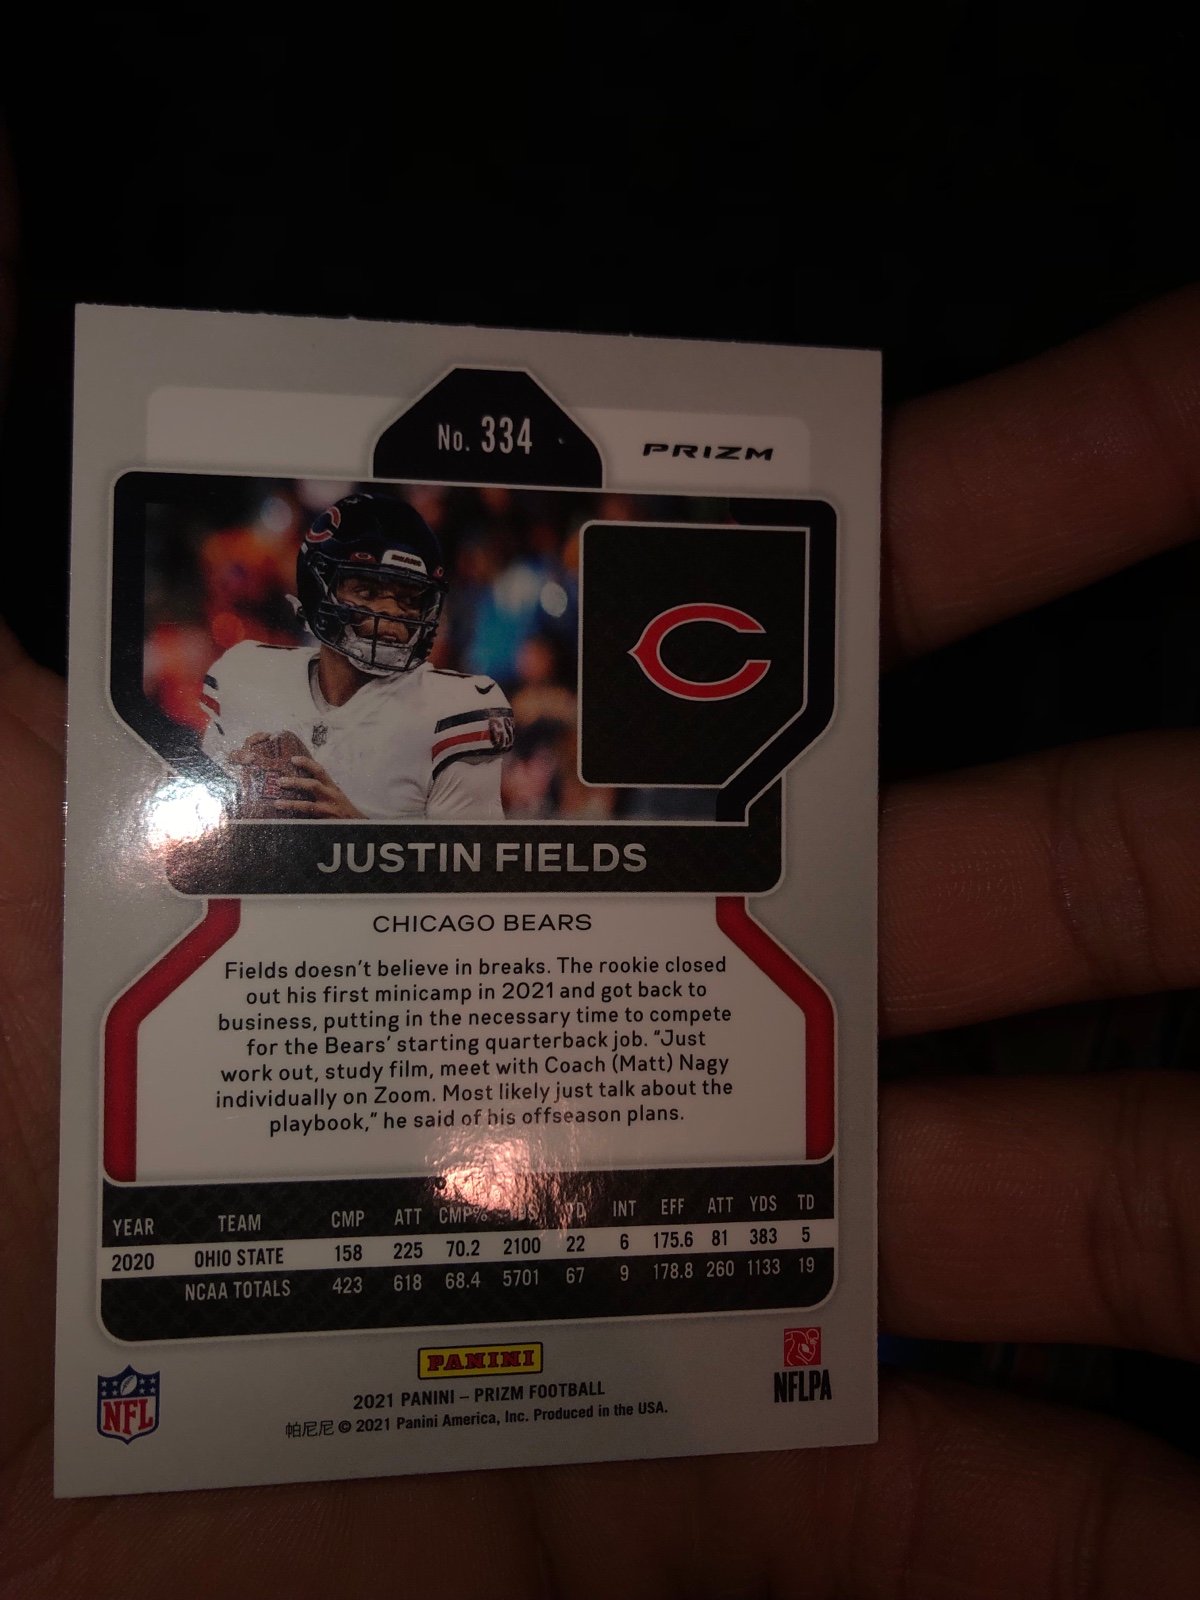 No. 334
PRIZM
JUSTIN FIELDS
CHICAGO BEARS
Fields doesn't believe in breaks. The rookie closed
out his first minicamp in 2021 and got back to
business, putting in the necessary time to compete
for the Bears' starting quarterback job. "Just
work out, study film, meet with Coach (Matt) Nagy
individually on Zoom. Most likely just talk about the
playbook," he said of his offseason plans.
YEAR TEAM CMP ATT CMP% YDS TD INT EFF ATT YDS TD
2020 OHIO STATE 158 225 70.2 2100 22 6 175.6 81 383 5
NCAA TOTALS 423 618 68.4 5701 67 9 178.8 260 1133 19
PANINI
NFL
2021 PANINI – PRIZM FOOTBALL
帕尼尼 © 2021 Panini America, Inc. Produced in the USA.
NFLPA